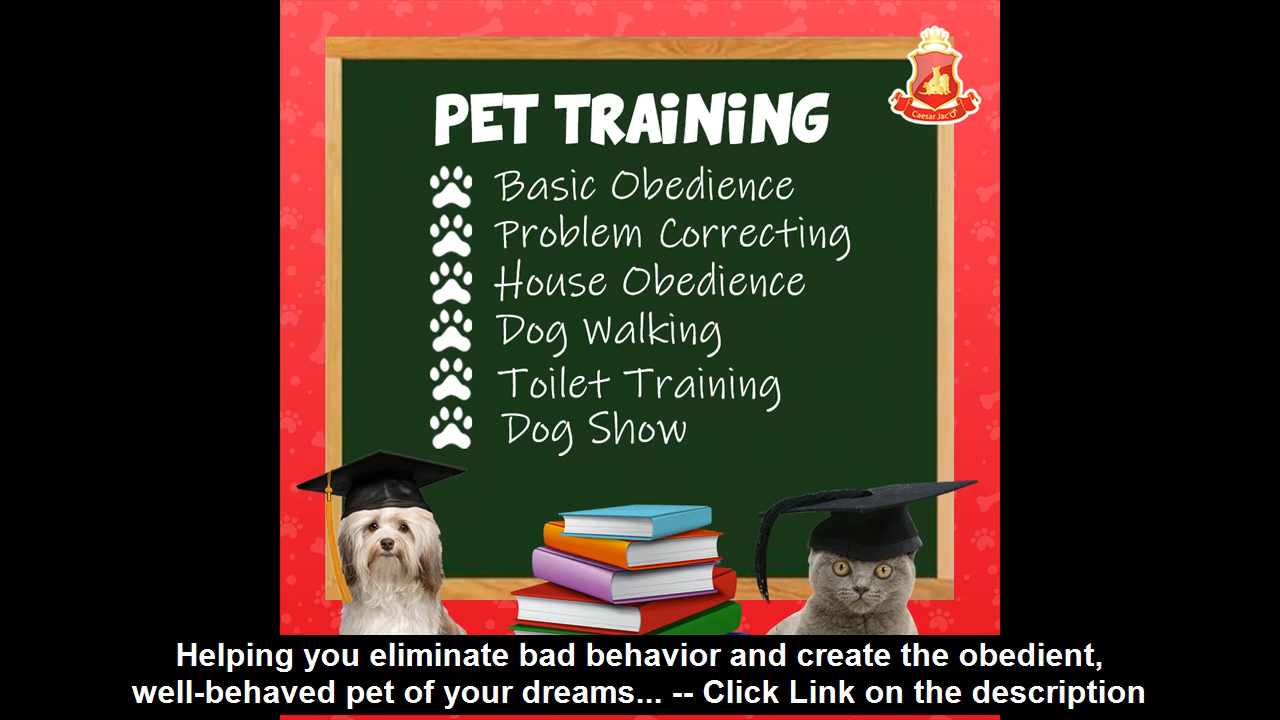 PET TRAINING
Caesar Jac'O
Basic Obedience
Problem Correcting
House Obedience
Dog Walking
Toilet Training
Dog Show
Helping you eliminate bad behavior and create the obedient,
well-behaved pet of your dreams... -- Click Link on the description